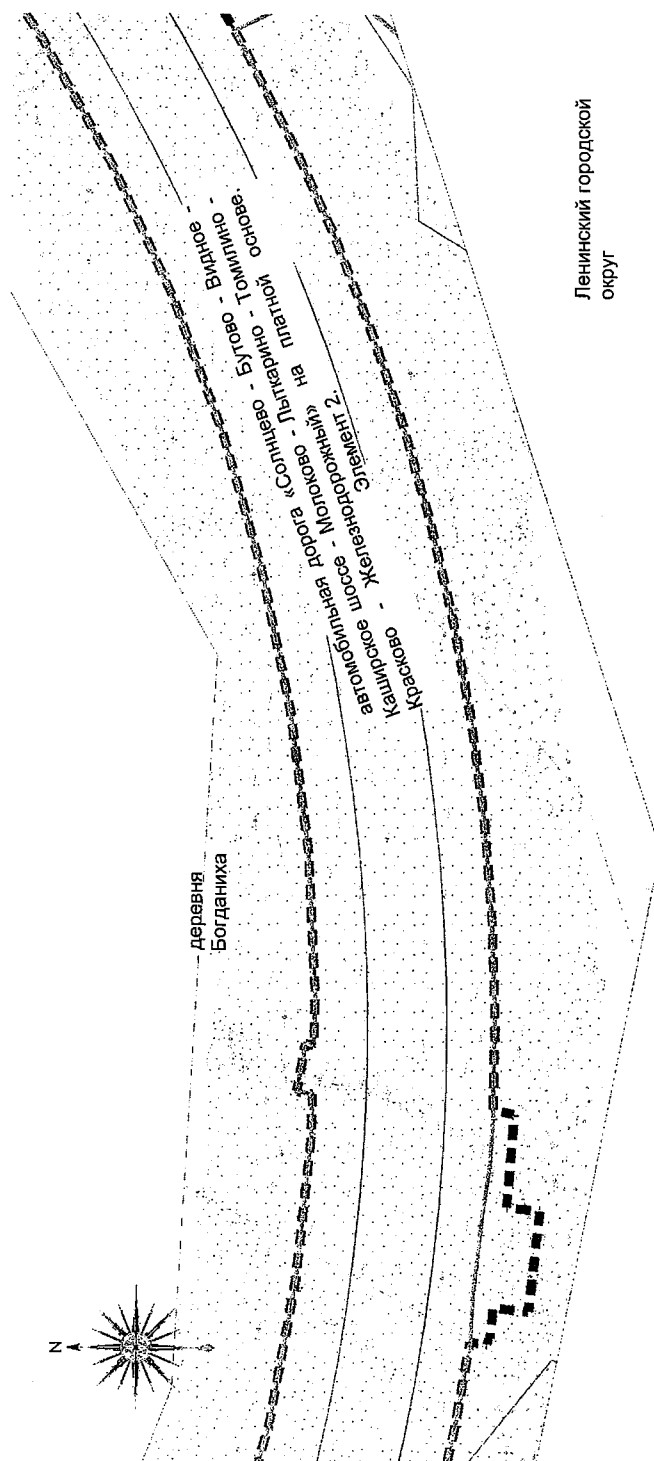 N
деревня
Богданиха
автомобильная дорога «Солнцево - Бутово - Видное -
Каширское шоссе - Молоково - Лыткарино - Томилино -
Красково - Железнодорожный» на платной основе.
Элемент 2.
Ленинский городской
округ